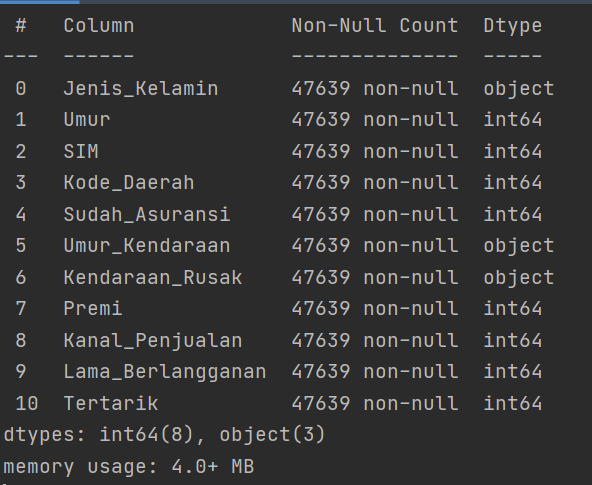 #   Column             Non-Null Count  Dtype
---  ------             --------------  -----
 0   Jenis_Kelamin      47639 non-null  object
 1   Umur               47639 non-null  int64
 2   SIM                47639 non-null  int64
 3   Kode_Daerah        47639 non-null  int64
 4   Sudah_Asuransi     47639 non-null  int64
 5   Umur_Kendaraan     47639 non-null  object
 6   Kendaraan_Rusak    47639 non-null  object
 7   Premi              47639 non-null  int64
 8   Kanal_Penjualan    47639 non-null  int64
 9   Lama_Berlangganan  47639 non-null  int64
 10  Tertarik           47639 non-null  int64
dtypes: int64(8), object(3)
memory usage: 4.0+ MB